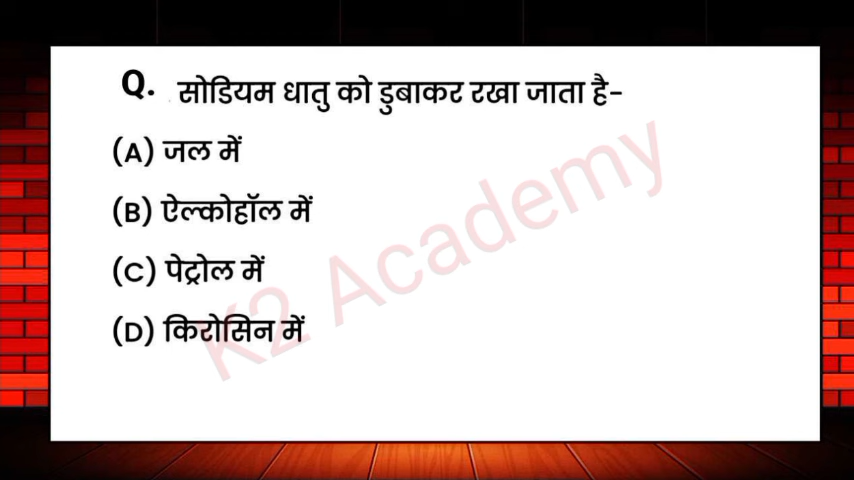 Q. सोडियम धातु को डुबाकर रखा जाता है-
(A) जल में
(B) ऐल्कोहॉल में
(C) पेट्रोल में
(D) किरोसिन में
K2 Academy